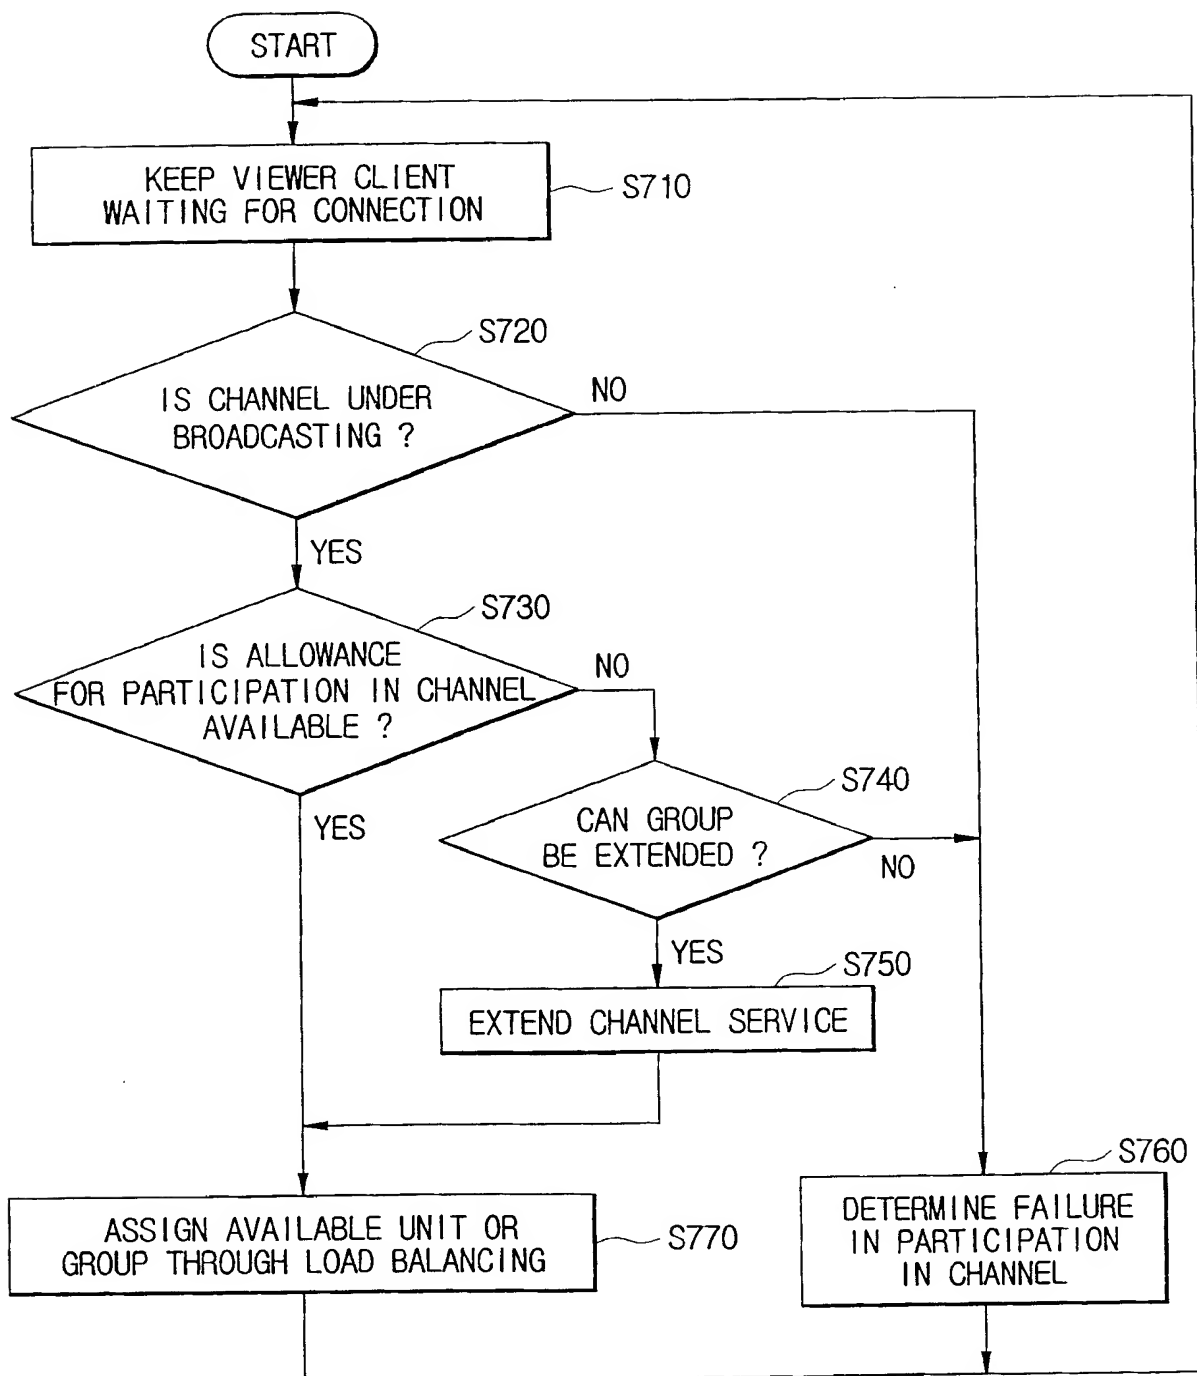 START
KEEP VIEWER CLIENT
WAITING FOR CONNECTION
S710
S720
IS CHANNEL UNDER
BROADCASTING ?
NO
YES
S730
IS ALLOWANCE
FOR PARTICIPATION IN CHANNEL
AVAILABLE ?
NO
S740
YES
CAN GROUP
BE EXTENDED ?
NO
YES
S750
EXTEND CHANNEL SERVICE
S760
ASSIGN AVAILABLE UNIT OR
GROUP THROUGH LOAD BALANCING
S770
DETERMINE FAILURE
IN PARTICIPATION
IN CHANNEL